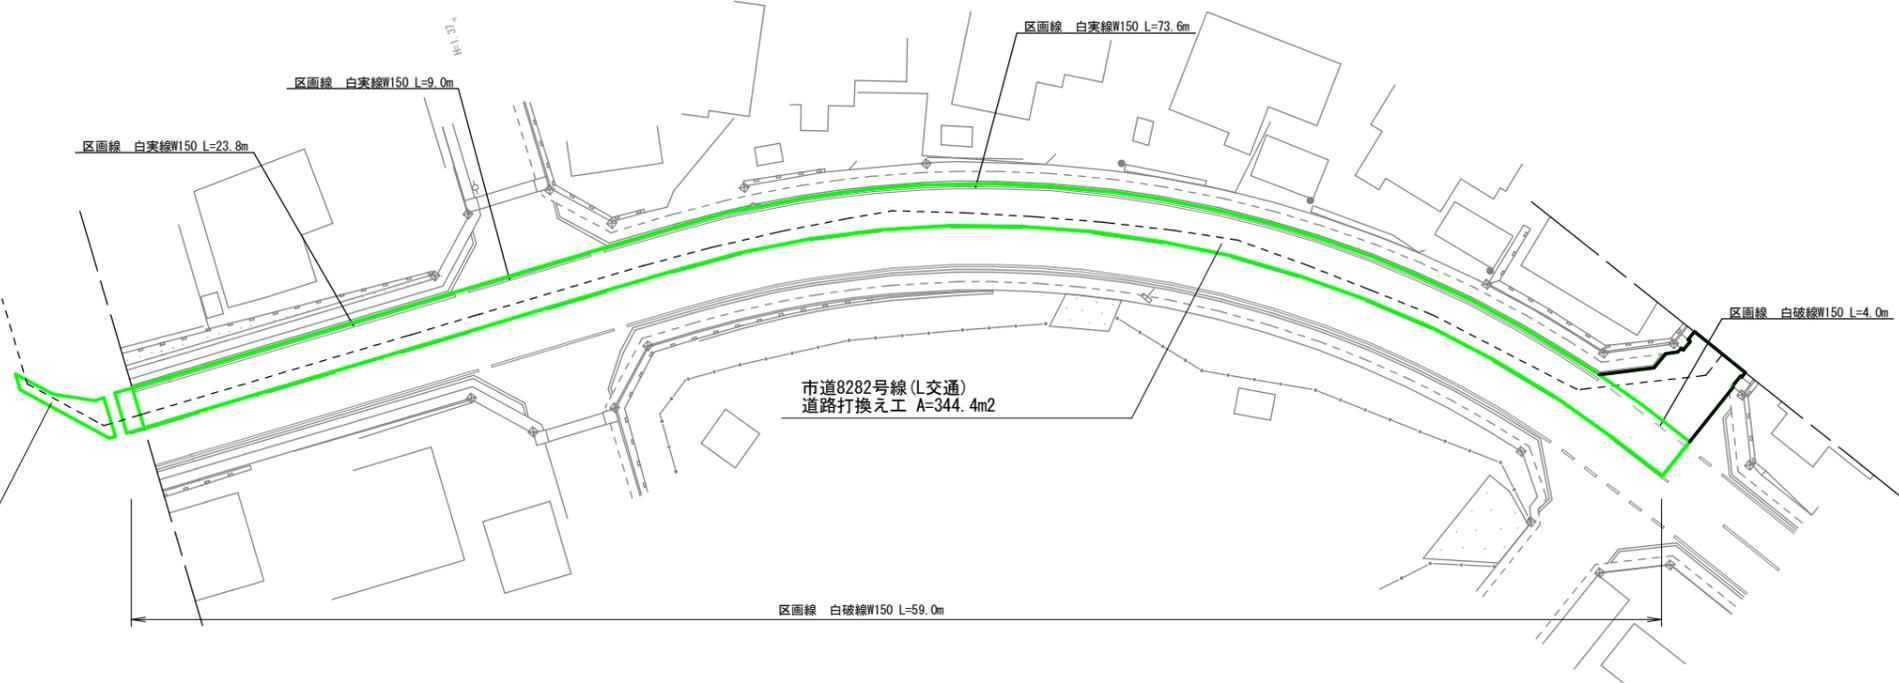 区画線　白実線W150 L=73.6m
H=1.37
区画線　白実線W150 L=9.0m
区画線　白実線W150 L=23.8m
区画線　白破線W150 L=4.0m
市道8282号線(L交通)
道路打換え工 A=344.4m2
区画線　白破線W150 L=59.0m